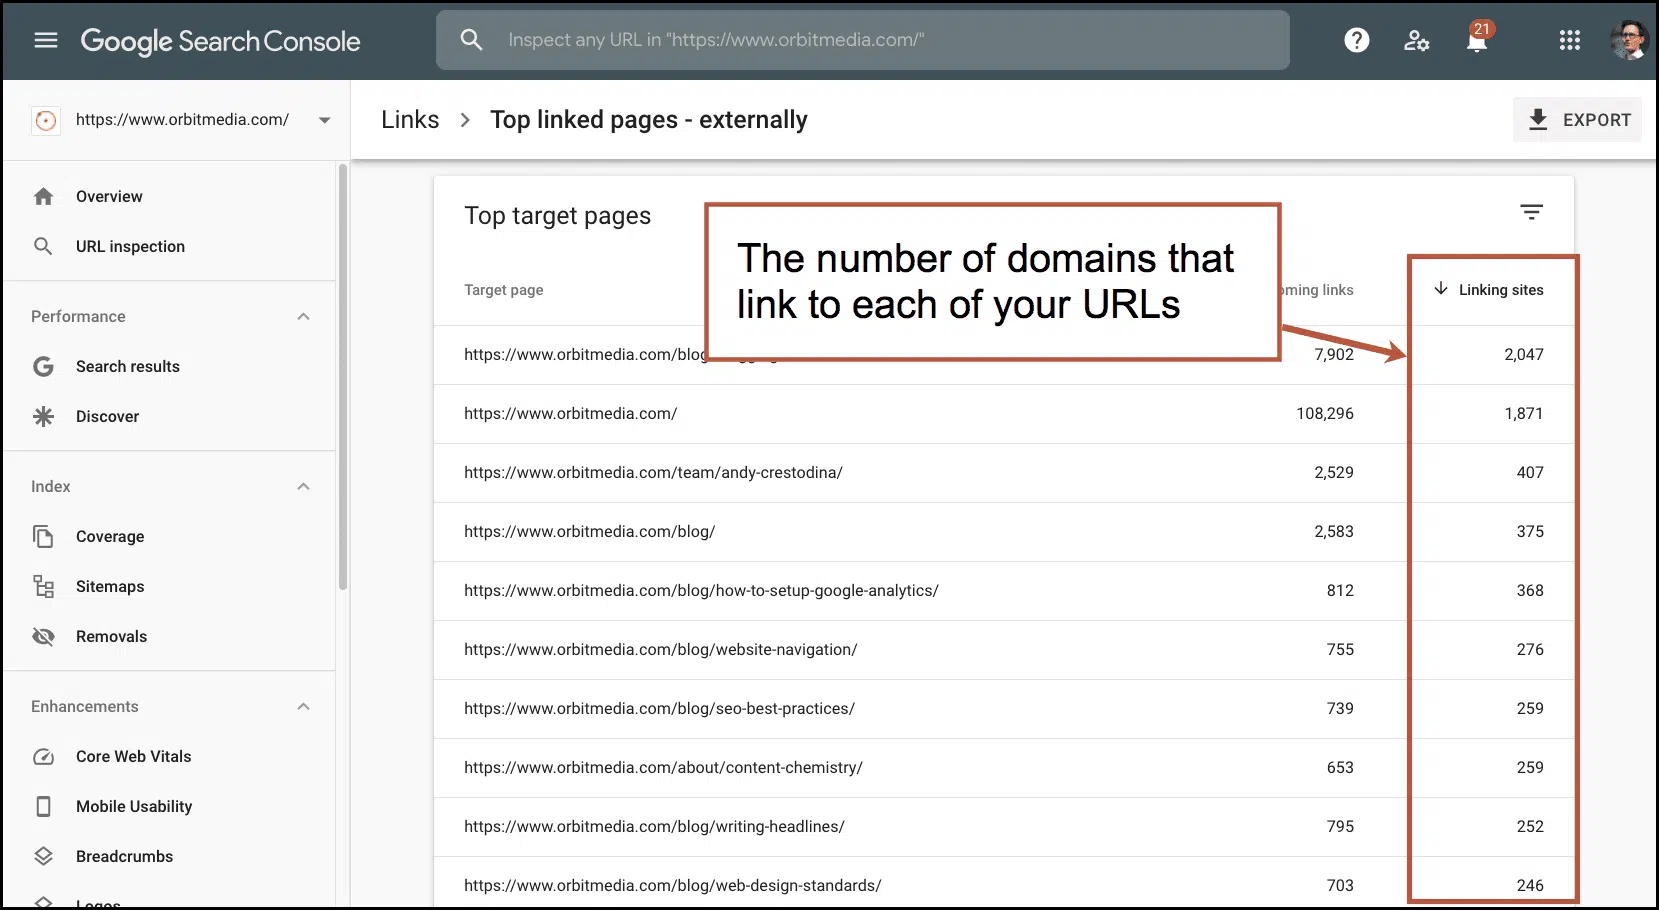 Google Search Console
Inspect any URL in "https://www.orbitmedia.com/"
21
https://www.orbitmedia.com/
Links > Top linked pages - externally
EXPORT
Overview
URL inspection
Performance
Search results
Discover
Index
Coverage
Sitemaps
Removals
Enhancements
Core Web Vitals
Mobile Usability
Breadcrumbs
Logos
Top target pages
The number of domains that
link to each of your URLs
Target page oming links Linking sites
https://www.orbitmedia.com/blog 7,902 2,047
https://www.orbitmedia.com/ 108,296 1,871
https://www.orbitmedia.com/team/andy-crestodina/ 2,529 407
https://www.orbitmedia.com/blog/ 2,583 375
https://www.orbitmedia.com/blog/how-to-setup-google-analytics/ 812 368
https://www.orbitmedia.com/blog/website-navigation/ 755 276
https://www.orbitmedia.com/blog/seo-best-practices/ 739 259
https://www.orbitmedia.com/about/content-chemistry/ 653 259
https://www.orbitmedia.com/blog/writing-headlines/ 795 252
https://www.orbitmedia.com/blog/web-design-standards/ 703 246